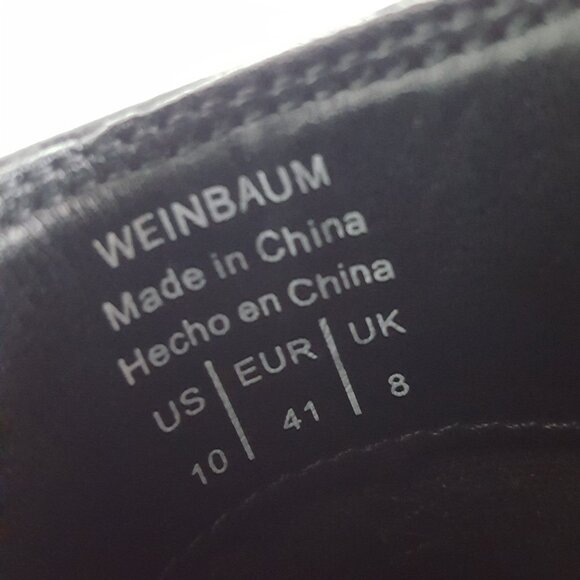 WEINBAUM
Made in China
Hecho en China
US | EUR | UK
10 | 41 | 8